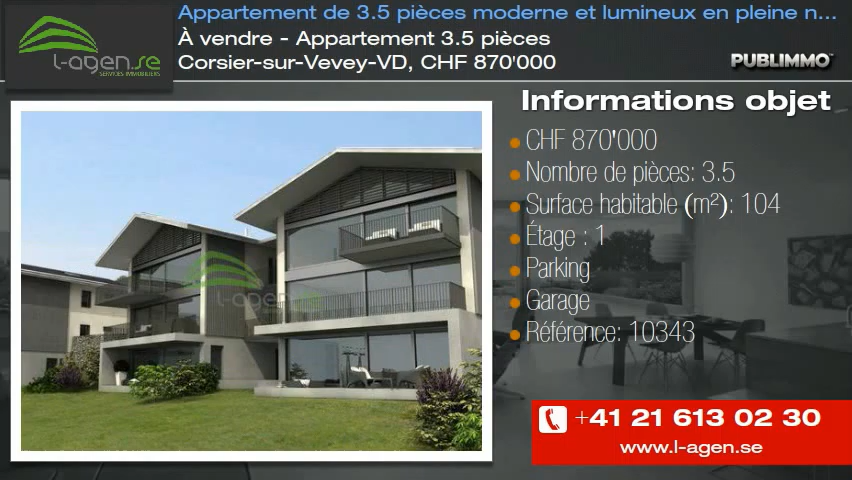 Appartement de 3.5 pièces moderne et lumineux en pleine n...
À vendre - Appartement 3.5 pièces
Corsier-sur-Vevey-VD, CHF 870'000
l-agen.se
SERVICES IMMOBILIERS
PUBLIMMO
Informations objet
CHF 870'000
Nombre de pièces: 3.5
Surface habitable (m²): 104
Étage : 1
Parking
Garage
Référence: 10343
l-agen.se
+41 21 613 02 30
www.l-agen.se